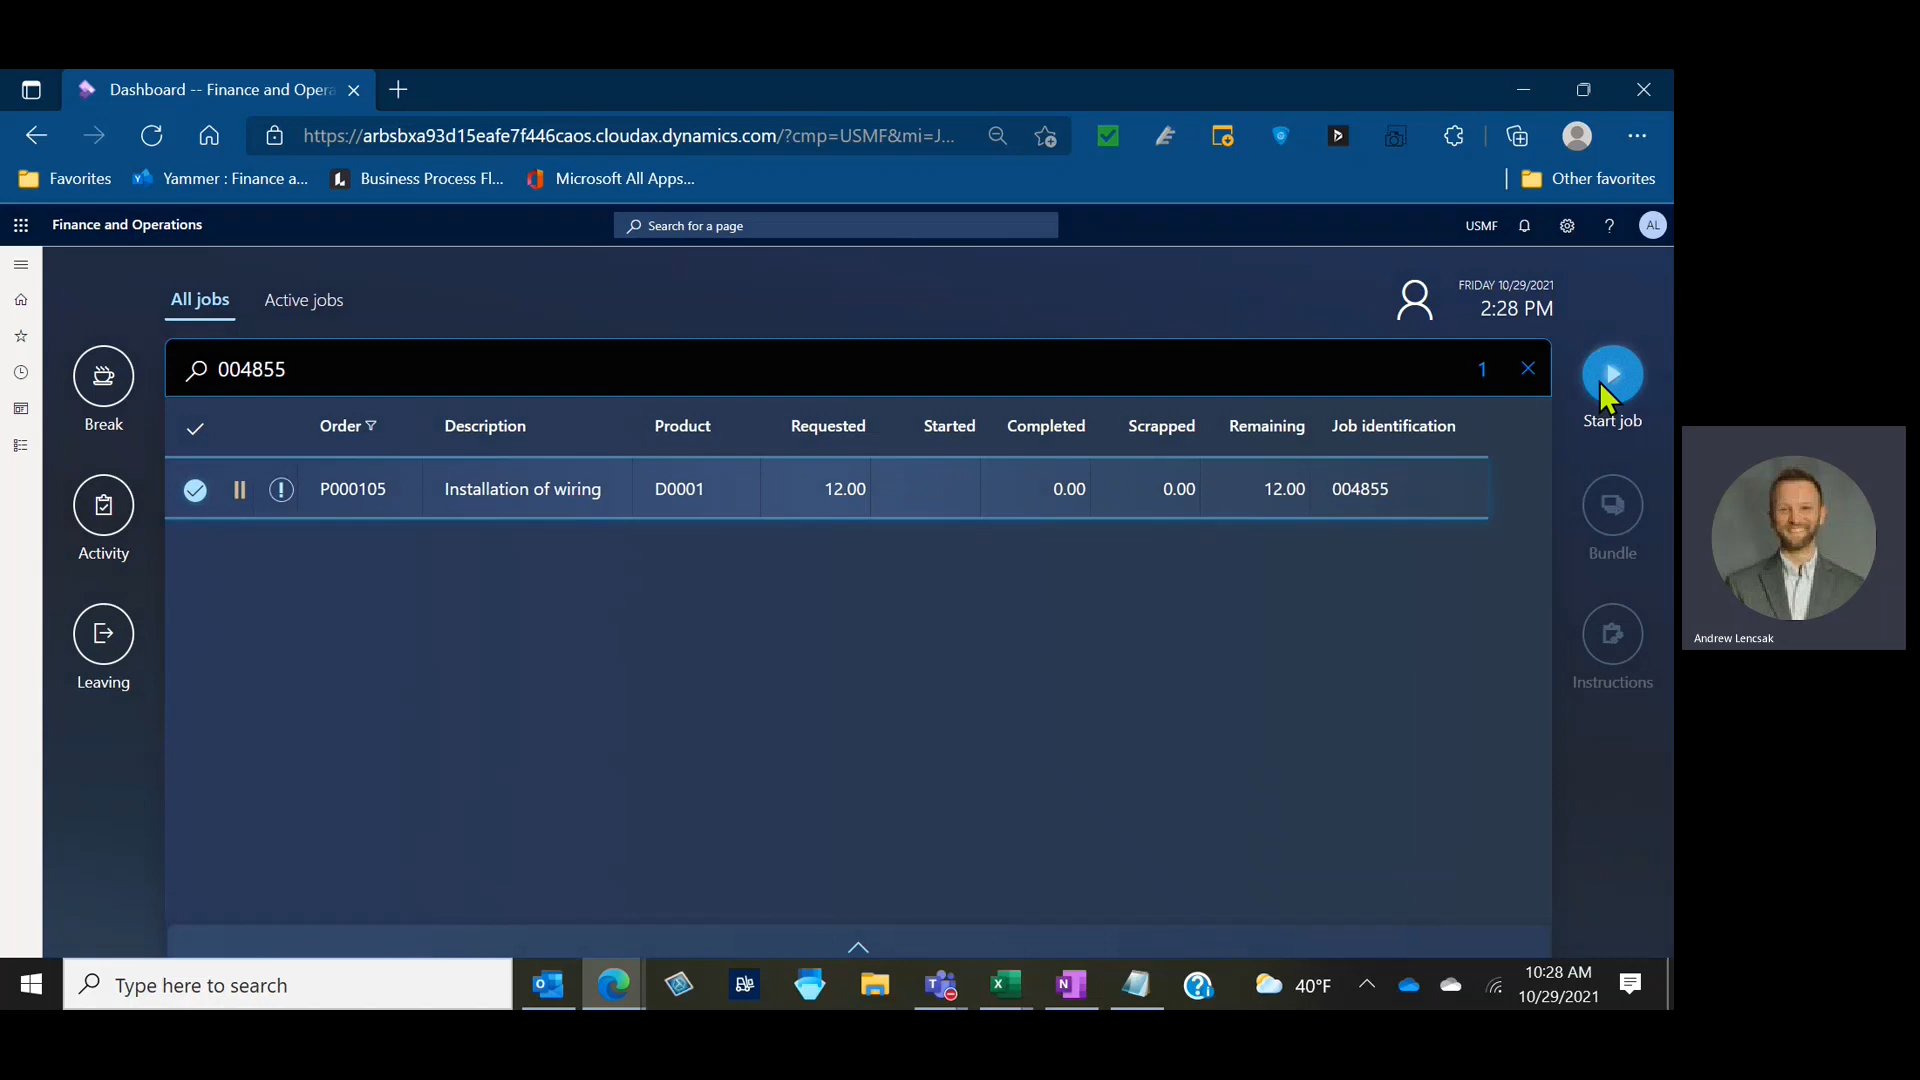 Dashboard -- Finance and Opera
https://arbsbxa93d15eafe7f446caos.cloudax.dynamics.com/?cmp=USMF&mi=J...
Favorites
Yammer : Finance a...
Business Process Fl...
Microsoft All Apps...
Other favorites
Finance and Operations
Search for a page
USMF
?
AL
All jobs
Active jobs
FRIDAY 10/29/2021
2:28 PM
004855
1
Break
Activity
Leaving
Order Description Product Requested Started Completed Scrapped Remaining Job identification
P000105 Installation of wiring D0001 12.00 0.00 0.00 12.00 004855
Start job
Bundle
Instructions
Andrew Lencsak
Type here to search
40°F
10:28 AM
10/29/2021